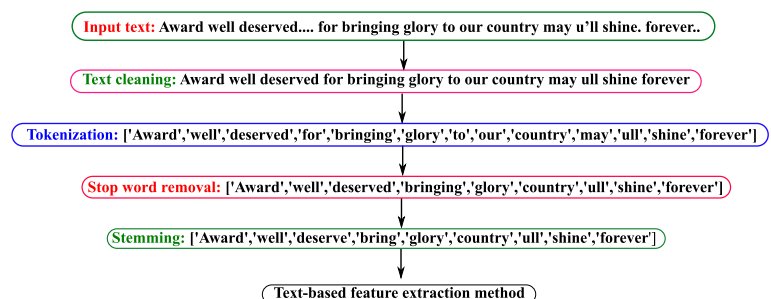 Input text: Award well deserved.... for bringing glory to our country may u’ll shine. forever..
Text cleaning: Award well deserved for bringing glory to our country may ull shine forever
Tokenization: ['Award','well','deserved','for','bringing','glory','to','our','country','may','ull','shine','forever']
Stop word removal: ['Award','well','deserved','bringing','glory','country','ull','shine','forever']
Stemming: ['Award','well','deserve','bring','glory','country','ull','shine','forever']
Text-based feature extraction method